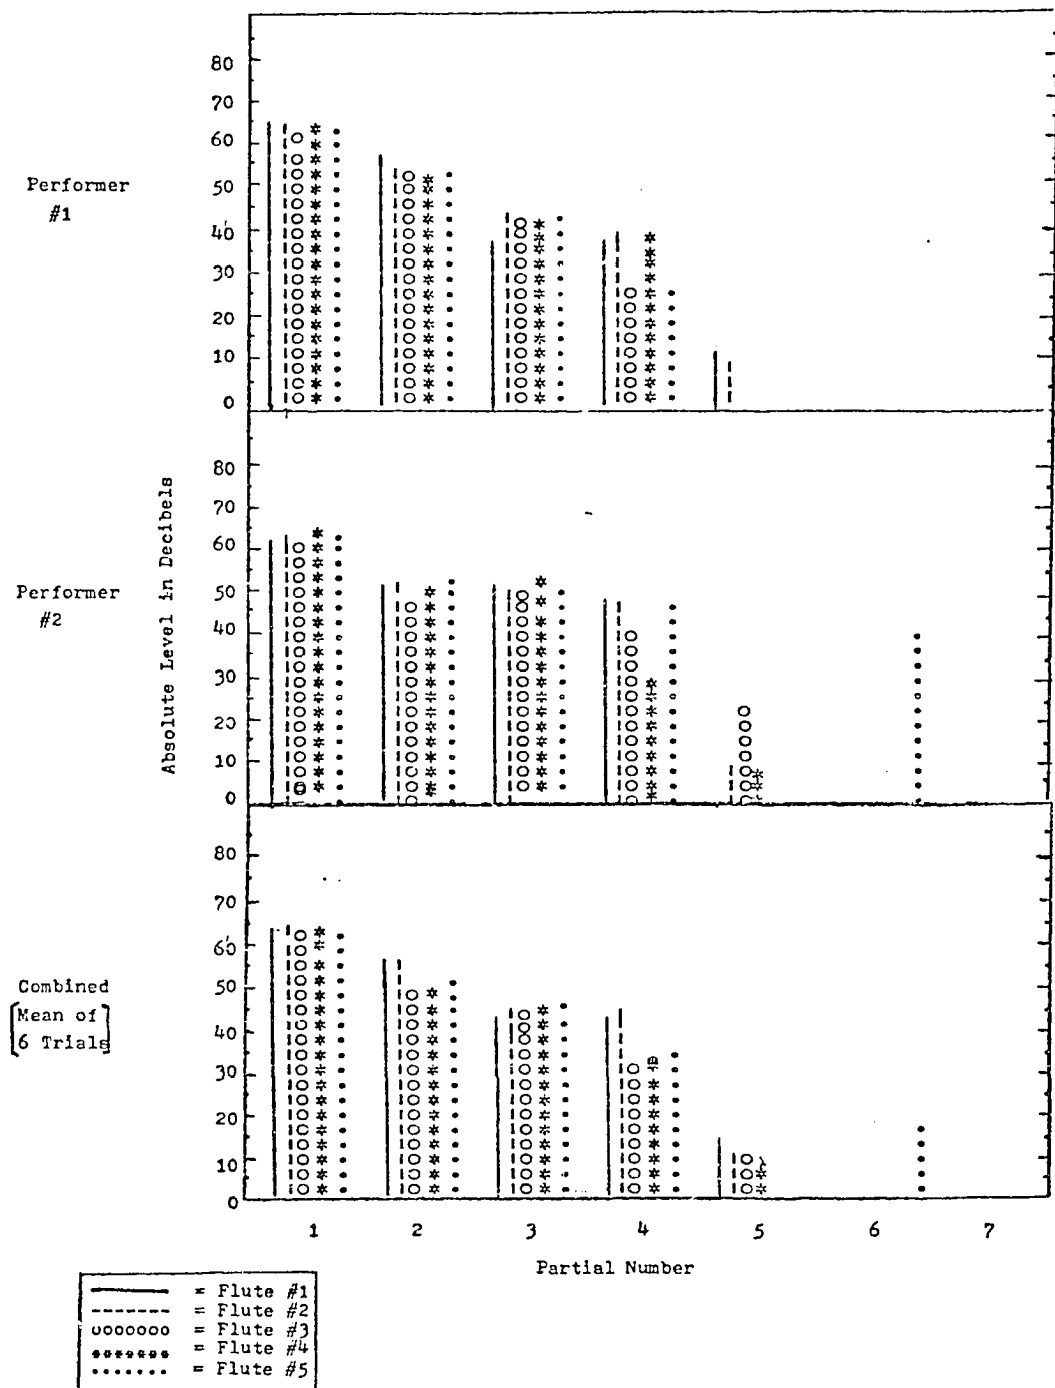 Performer
#1
80
70
60
50
40
30
20
10
0
Performer
#2
80
70
60
50
40
30
20
10
0
Absolute Level in Decibels
Combined
[Mean of
6 Trials]
80
70
60
50
40
30
20
10
0
1 2 3 4 5 6 7
Partial Number
= Flute #1
= Flute #2
= Flute #3
= Flute #4
= Flute #5